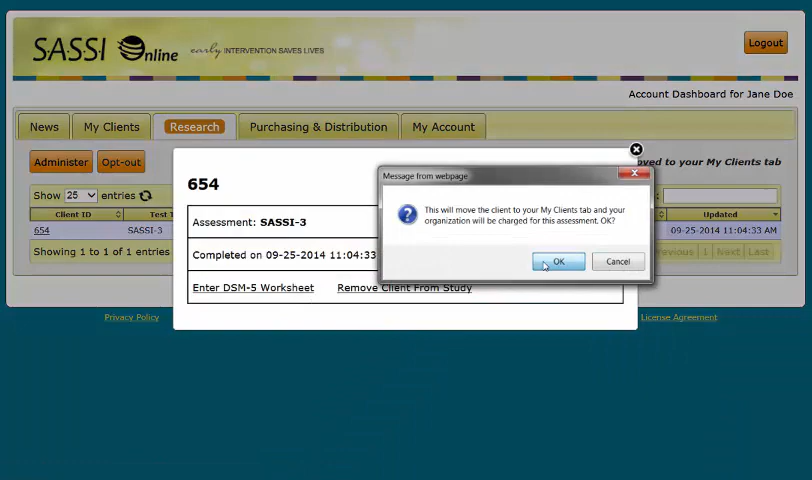 SASSI Online early INTERVENTION SAVES LIVES
Logout
Account Dashboard for Jane Doe
News My Clients Research Purchasing & Distribution My Account
Administer Opt-out
oved to your My Clients tab
Show 25 entries
Client ID Test T Updated
654 SASSI-3 09-25-2014 11:04:33 AM
Showing 1 to 1 of 1 entries
Previous 1 Next Last
654
Assessment: SASSI-3
Completed on 09-25-2014 11:04:33
Enter DSM-5 Worksheet Remove Client From Study
Message from webpage
This will move the client to your My Clients tab and your
organization will be charged for this assessment. OK?
OK Cancel
Privacy Policy License Agreement